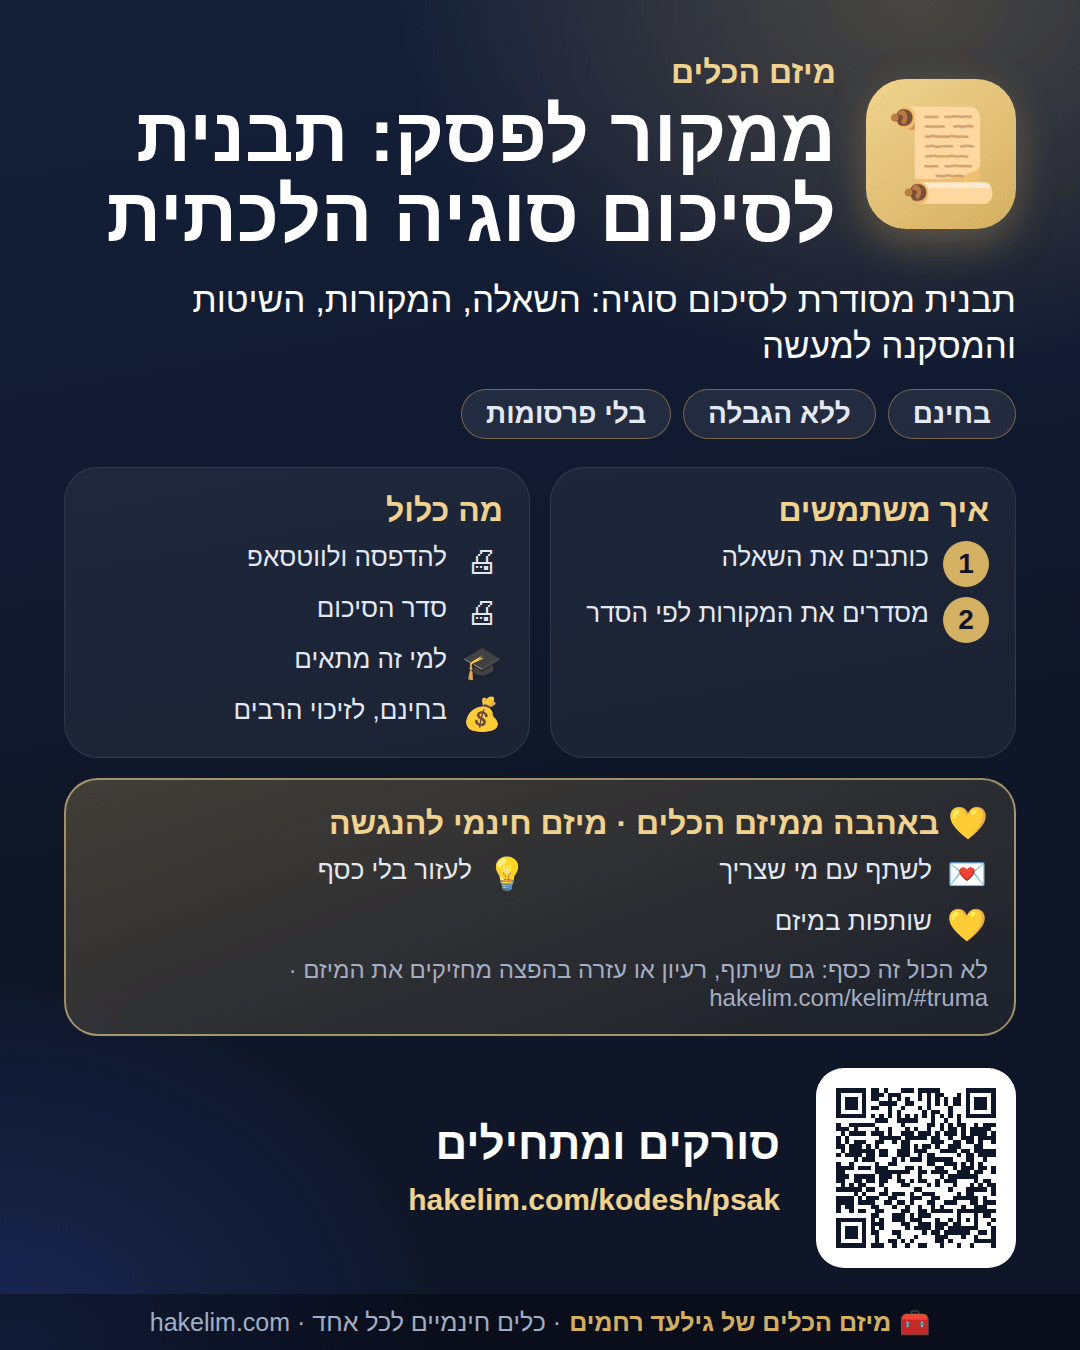 מיזם הכלים
ממקור לפסק: תבנית
לסיכום סוגיה הלכתית
תבנית מסודרת לסיכום סוגיה: השאלה, המקורות, השיטות
והמסקנה למעשה
בחינם
ללא הגבלה
בלי פרסומות
איך משתמשים
1 כותבים את השאלה
2 מסדרים את המקורות לפי הסדר
מה כלול
להדפסה ולווטסאפ
סדר הסיכום
למי זה מתאים
בחינם, לזיכוי הרבים
באהבה ממיזם הכלים · מיזם חינמי להנגשה
לשתף עם מי שצריך
לעזור בלי כסף
שותפות במיזם
לא הכול זה כסף: גם שיתוף, רעיון או עזרה בהפצה מחזיקים את המיזם ·
hakelim.com/kelim/#truma
סורקים ומתחילים
hakelim.com/kodesh/psak
מיזם הכלים של גילעד רחמים · כלים חינמיים לכל אחד · hakelim.com